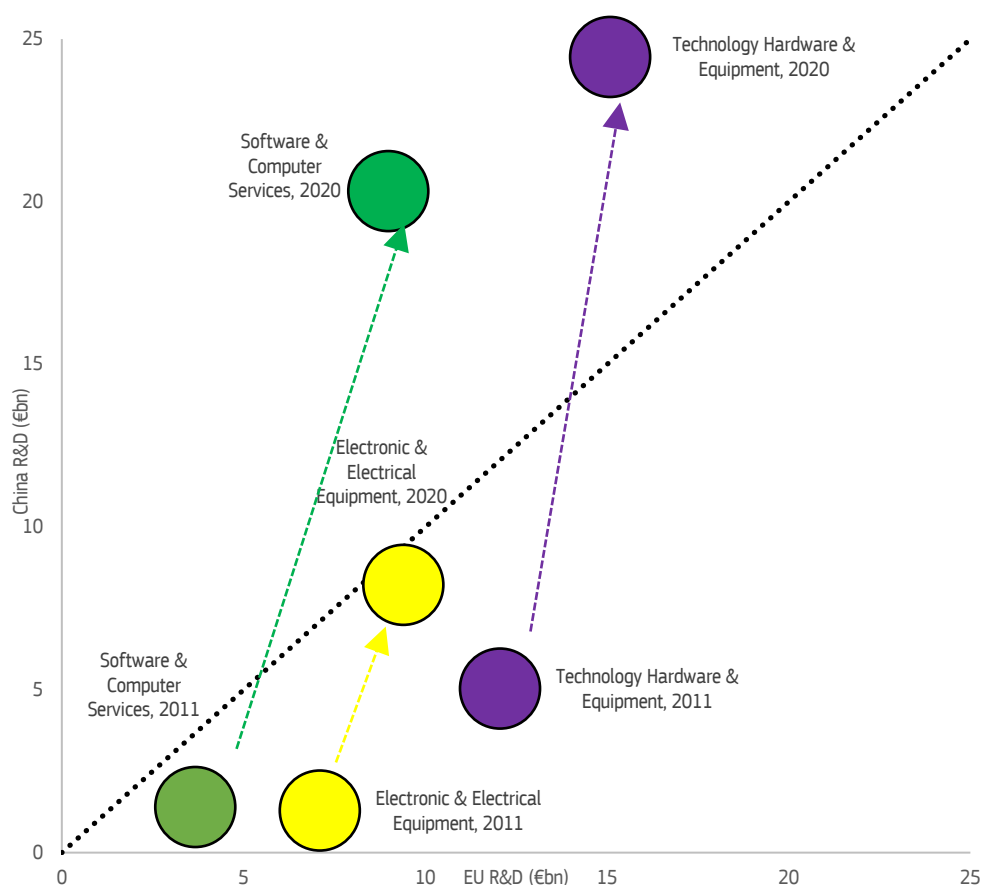 25
Technology Hardware &
Equipment, 2020
Software &
Computer
Services, 2020
20
15
China R&D (€bn)
Electronic &
Electrical
Equipment, 2020
10
Software &
Computer
Services, 2011
5
Technology Hardware &
Equipment, 2011
Electronic & Electrical
Equipment, 2011
0
0 5 10 EU R&D (€bn) 15 20 25